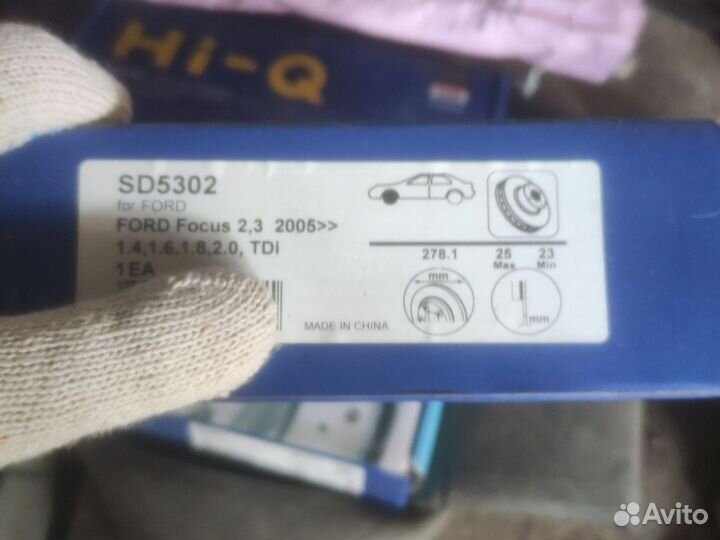 Hi-Q
SD5302
for FORD
FORD Focus 2,3 2005>>
1.4,1.6,1.8,2.0, TDi
1EA
278.1
25 Max
23 Min
mm
mm
MADE IN CHINA
Avito